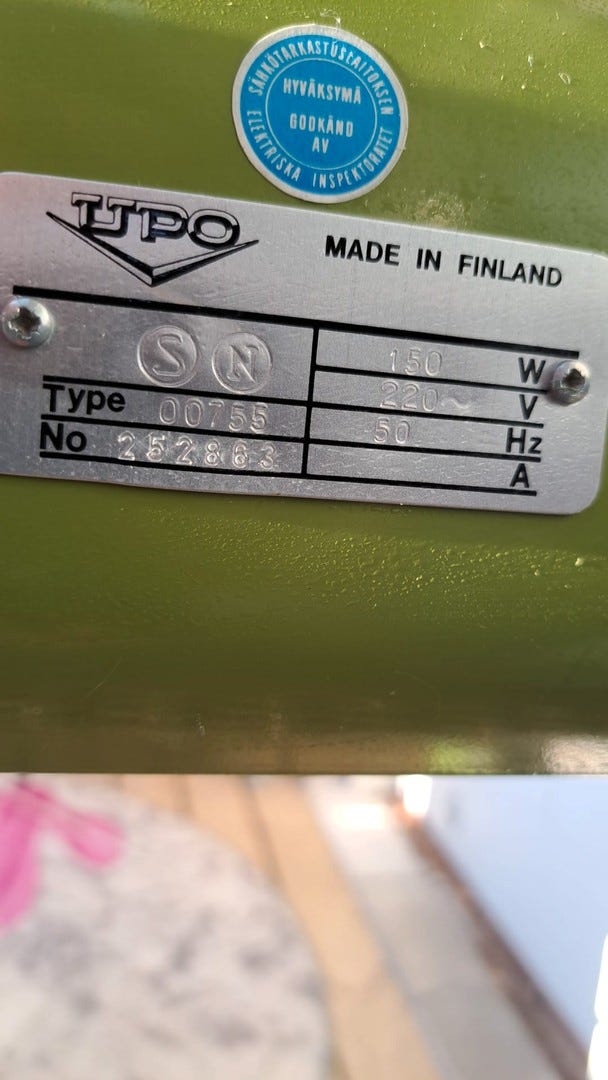 SÄHKÖTARKASTUSLAITOKSEN
HYVÄKSYMÄ
GODKÄND
AV
ELEKTRISKA INSPEKTORATET
UPO
MADE IN FINLAND
S N
150 W
220~ V
Type 00755
50 Hz
No 252863
A